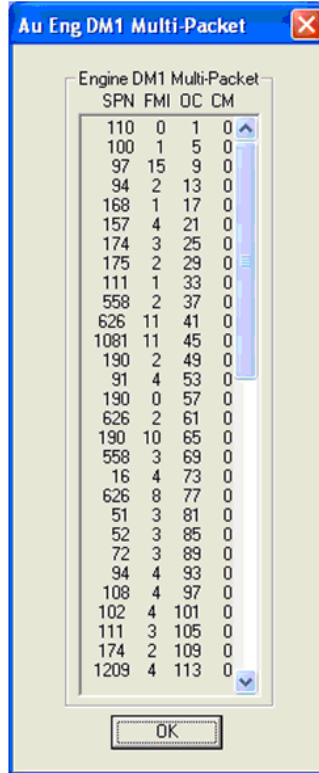 Au Eng DM1 Multi-Packet
Engine DM1 Multi-Packet
SPN FMI OC CM
110 0 1 0
100 1 5 0
97 15 9 0
94 2 13 0
168 1 17 0
157 4 21 0
174 3 25 0
175 2 29 0
111 1 33 0
558 2 37 0
626 11 41 0
1081 11 45 0
190 2 49 0
91 4 53 0
190 0 57 0
626 2 61 0
190 10 65 0
558 3 69 0
16 4 73 0
626 8 77 0
51 3 81 0
52 3 85 0
72 3 89 0
94 4 93 0
108 4 97 0
102 4 101 0
111 3 105 0
174 2 109 0
1209 4 113 0
OK